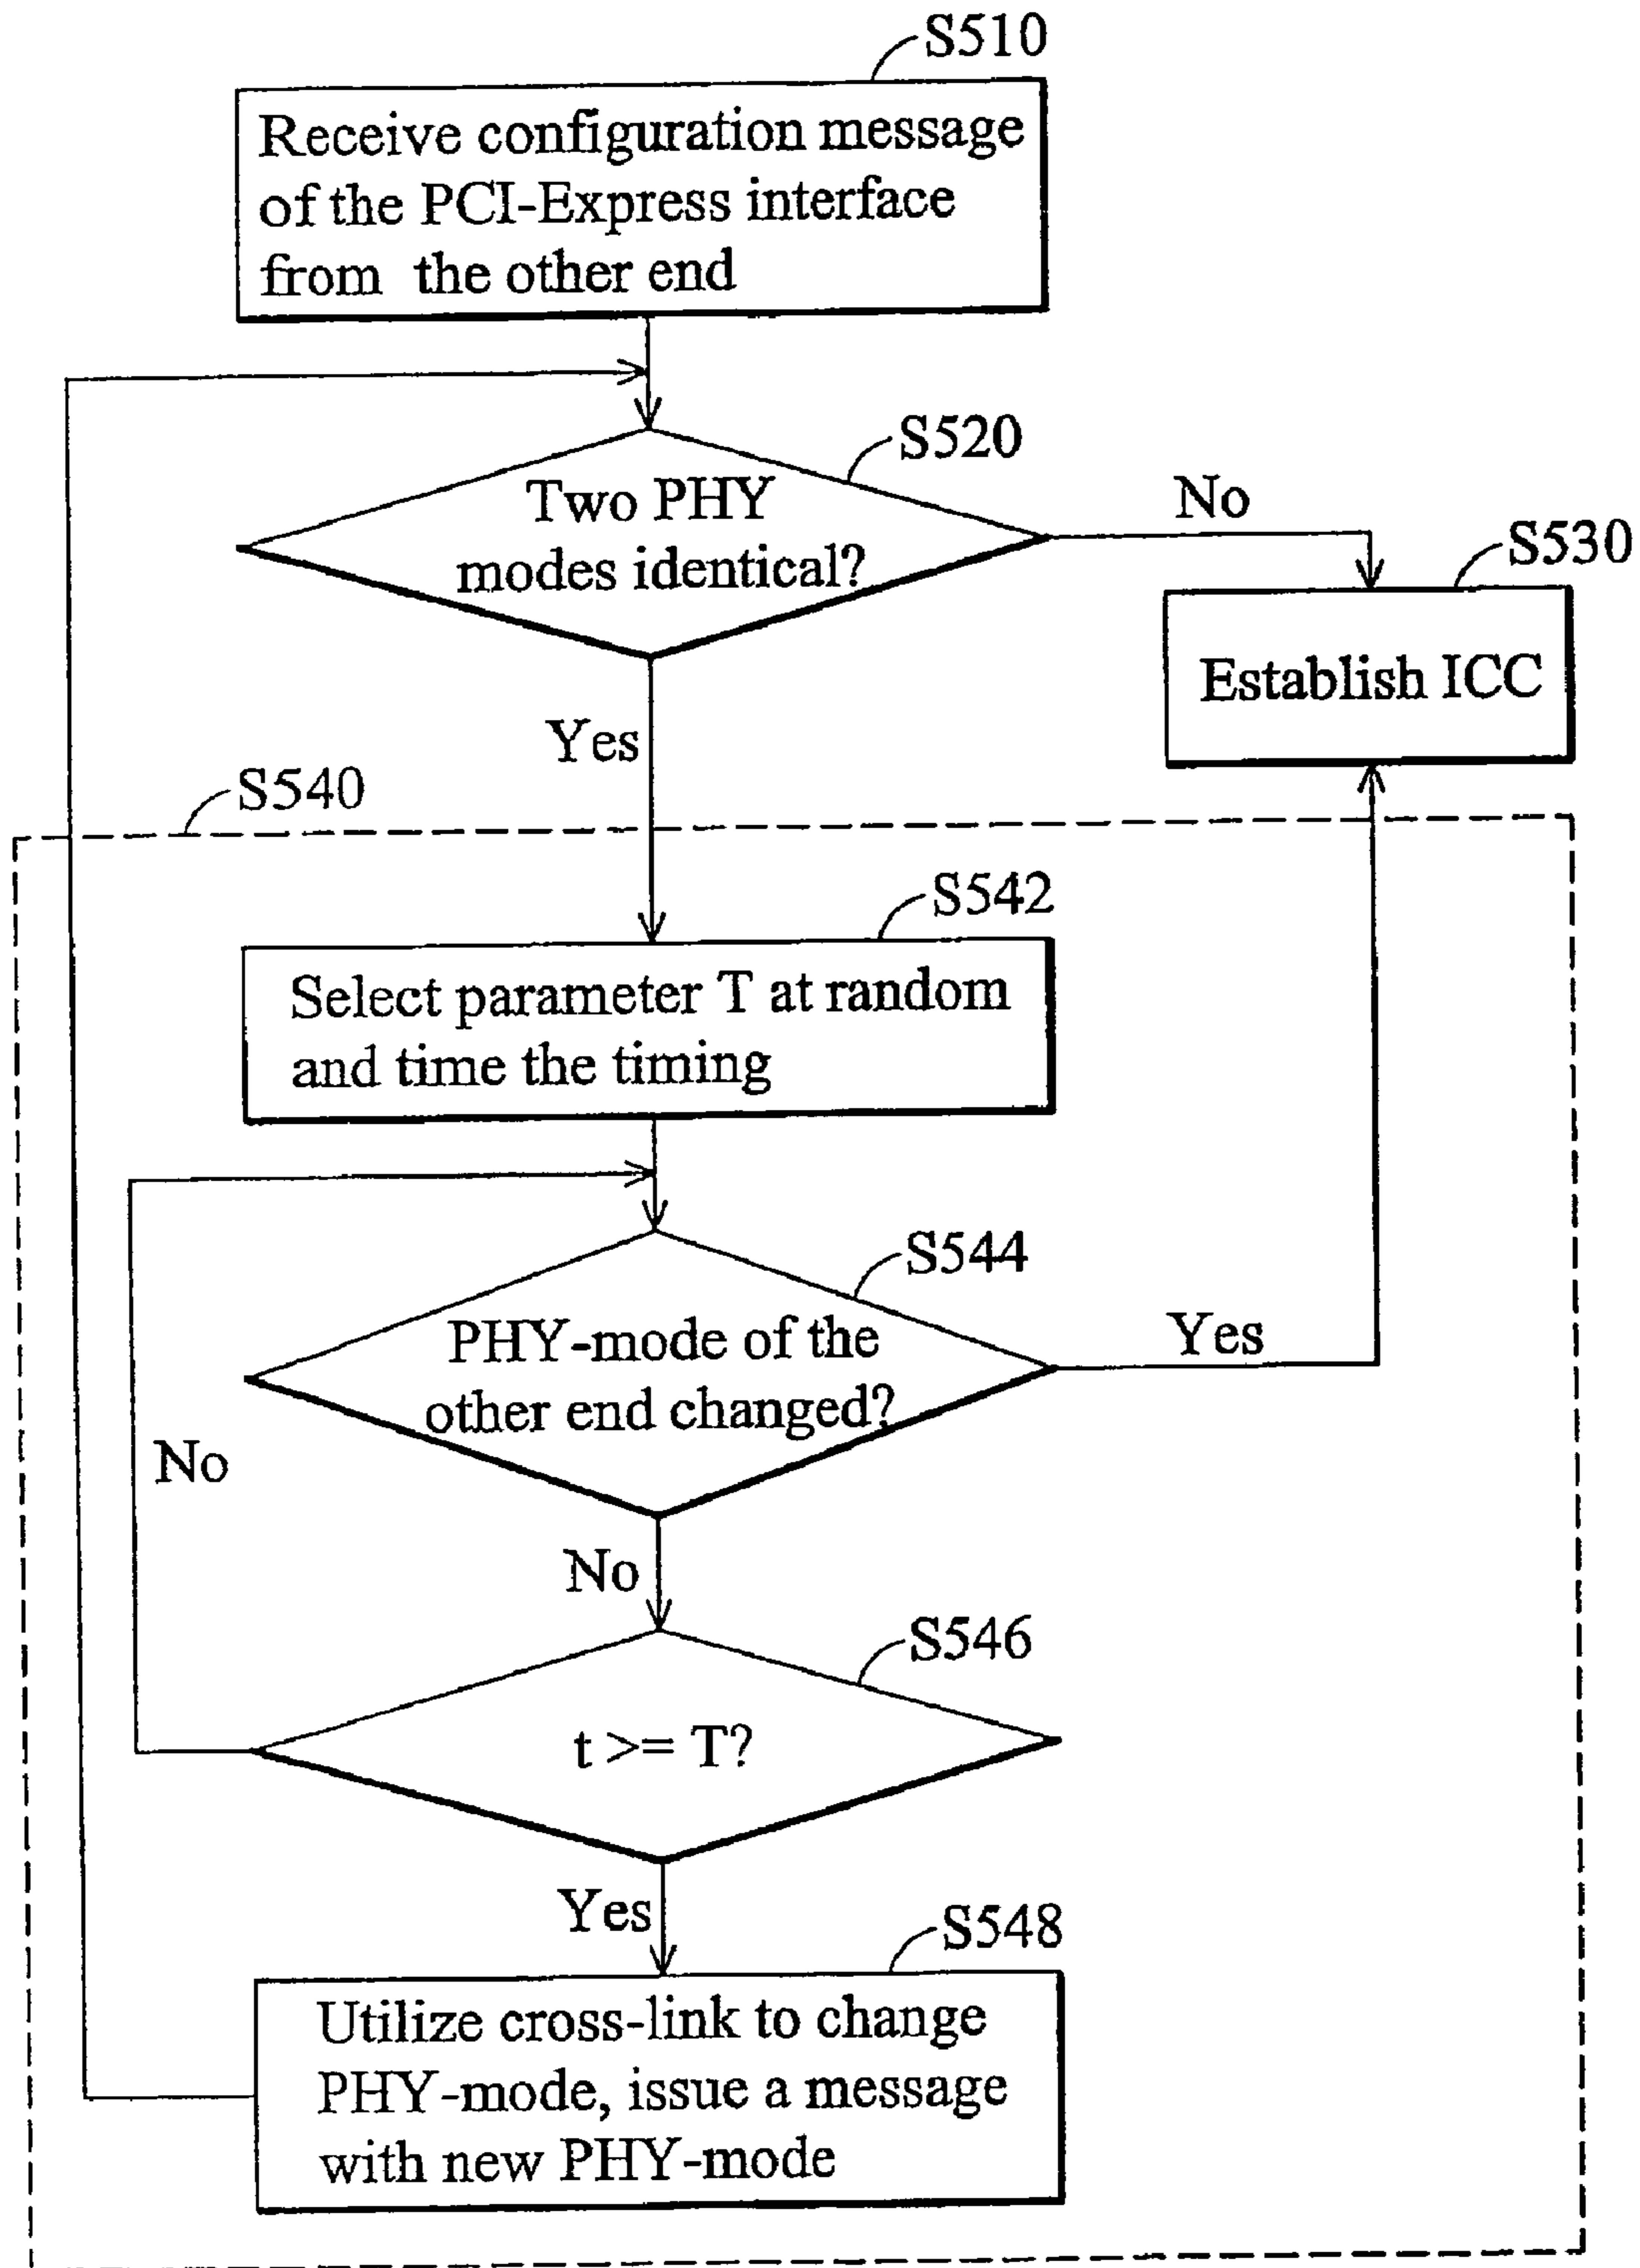 S510
Receive configuration message
of the PCI-Express interface
from the other end
S520
Two PHY
modes identical?
No
S530
Establish ICC
Yes
S540
S542
Select parameter T at random
and time the timing
S544
PHY-mode of the
other end changed?
Yes
No
No
S546
t >= T?
Yes
S548
Utilize cross-link to change
PHY-mode, issue a message
with new PHY-mode